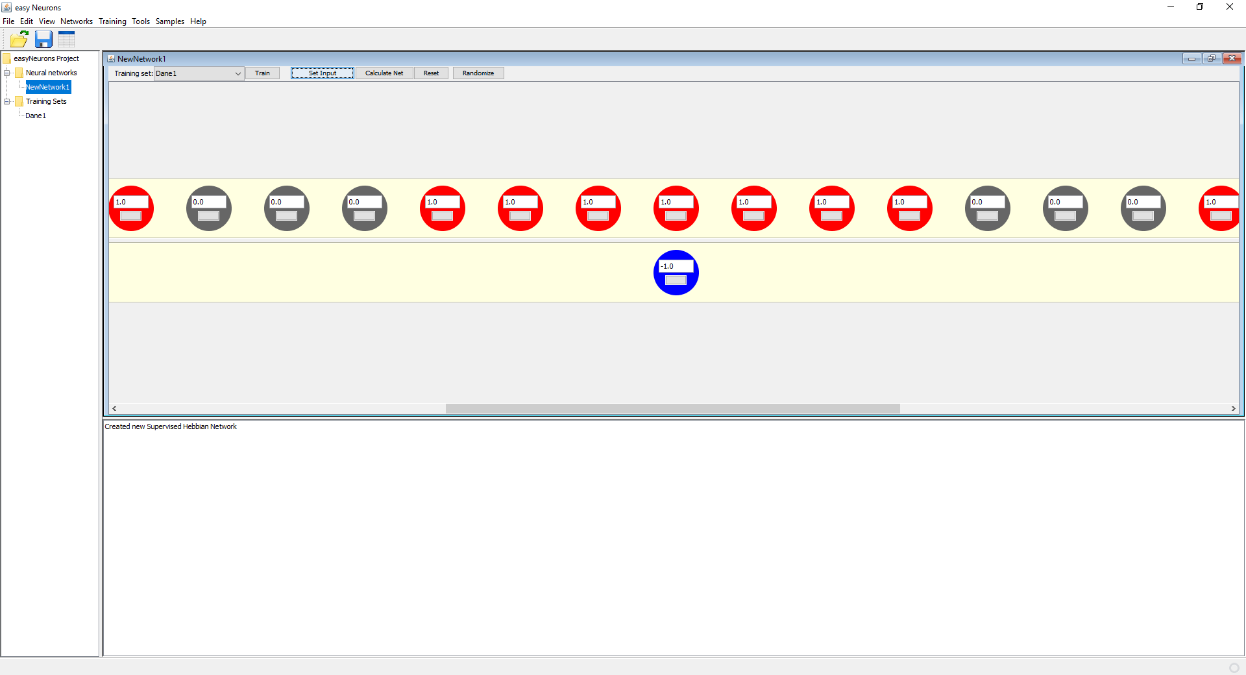 easy Neurons
File Edit View Networks Training Tools Samples Help
easyNeurons Project
Neural networks
NewNetwork1
Training Sets
Dane1
NewNetwork1
Training set: Dane1 Train Set Input Calculate Net Reset Randomize
1.0 0.0 0.0 0.0 1.0 1.0 1.0 1.0 1.0 1.0 1.0 0.0 0.0 0.0 1.0
-1.0
Created new Supervised Hebbian Network